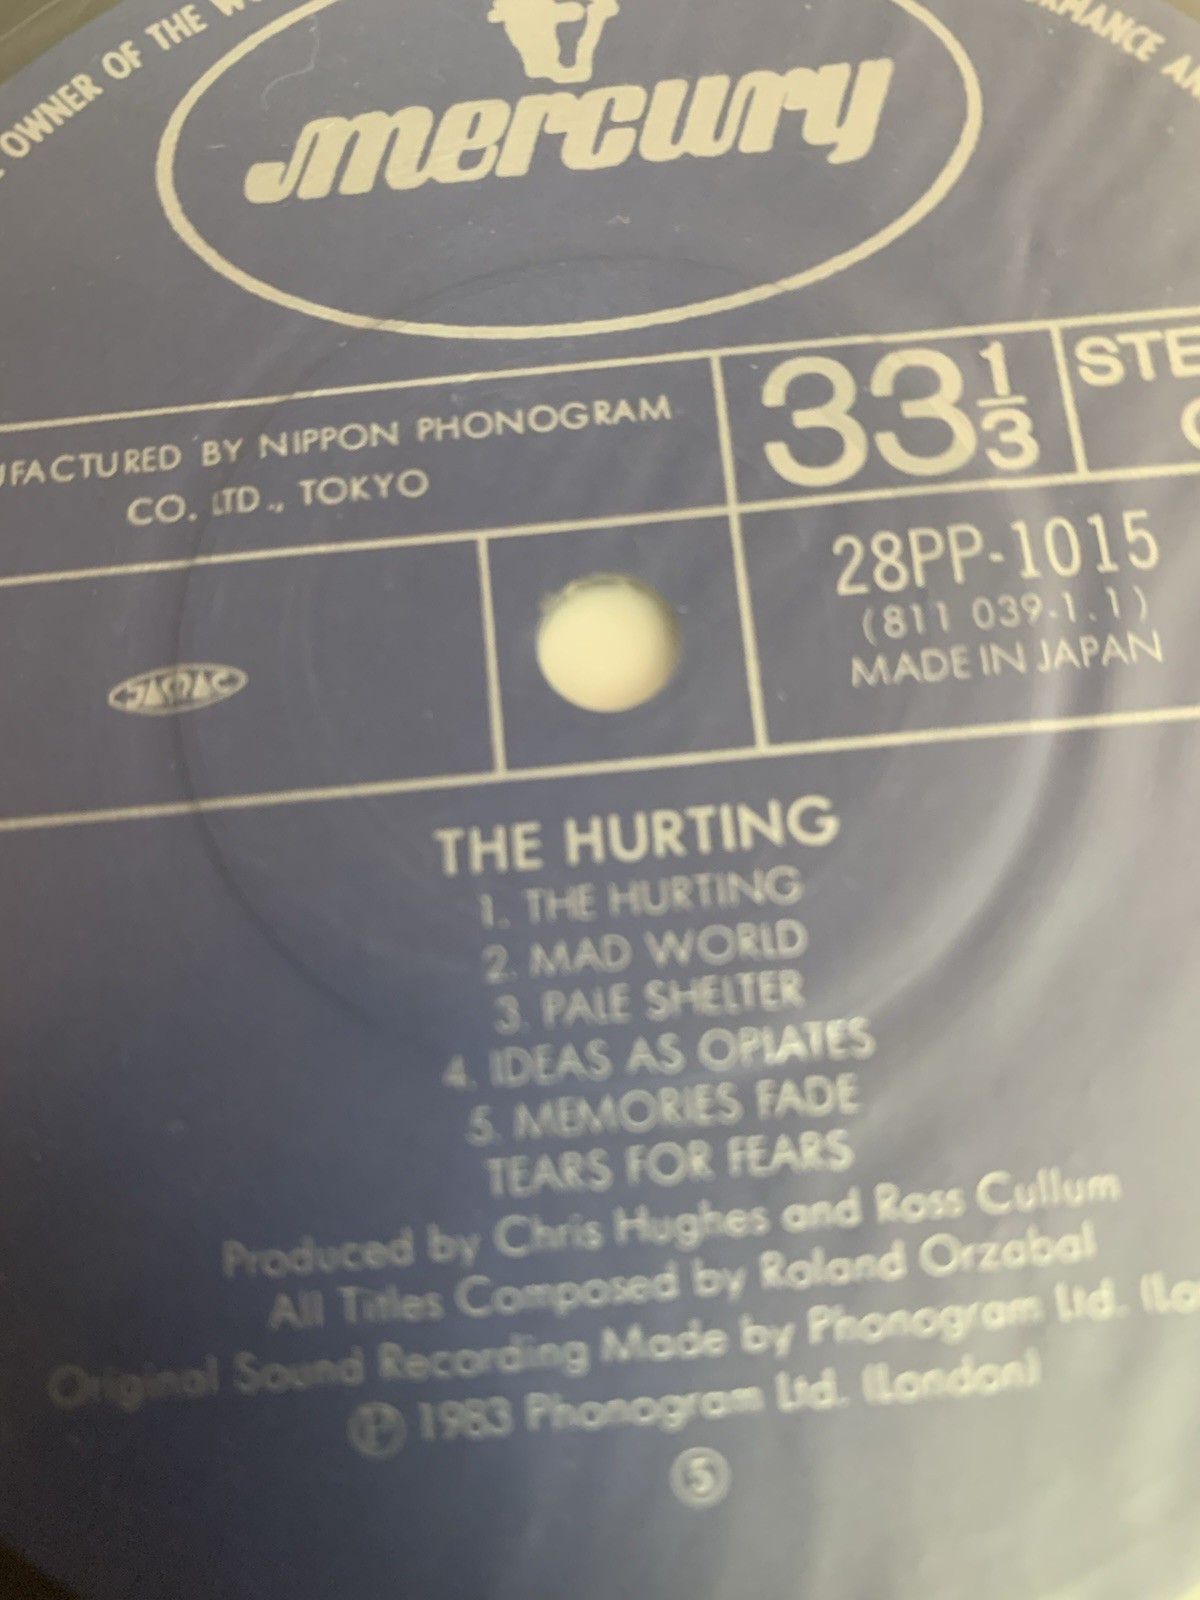 OWNER OF THE
mercury
MANUFACTURED BY NIPPON PHONOGRAM
CO. LTD., TOKYO
33 1/3
28PP-1015
(811 039-1.1)
MADE IN JAPAN
JASRAC
THE HURTING
1. THE HURTING
2. MAD WORLD
3. PALE SHELTER
4. IDEAS AS OPIATES
5. MEMORIES FADE
TEARS FOR FEARS
Produced by Chris Hughes and Ross Cullum
All Titles Composed by Roland Orzabal
Original Sound Recording Made by Phonogram Ltd.
Ⓟ 1983 Phonogram Ltd. (London)
⑤